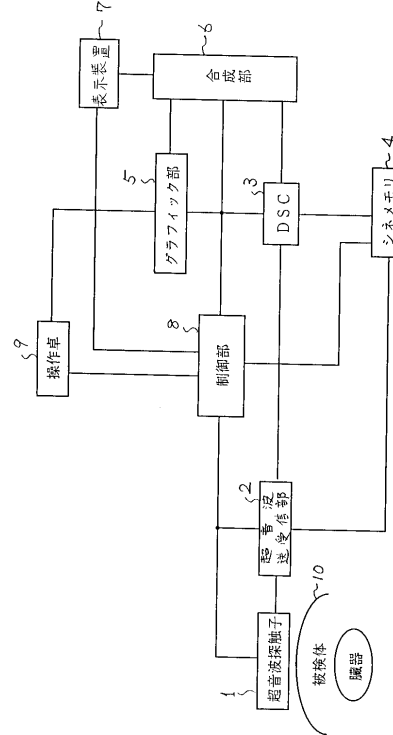 1
超音波探触子
10
被検体
臓器
2
超音波
送受信部
8
制御部
9
操作卓
5
グラフィック部
3
DSC
4
シネメモリ
6
合成部
7
表示装置